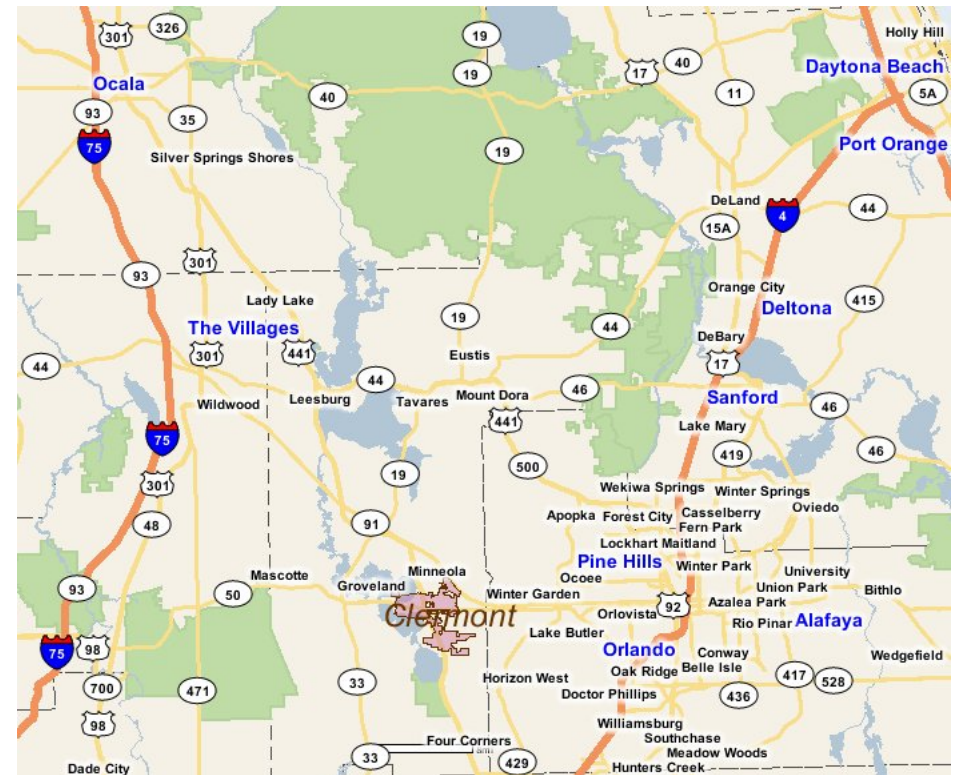 Holly Hill
301
326
19
Daytona Beach
19
17
40
Ocala
11
5A
40
93
35
75
Port Orange
Silver Springs Shores
19
DeLand
44
4
15A
301
93
Orange City
Lady Lake
415
Deltona
19
The Villages
44
DeBary
301
441
Eustis
17
44
44
46
Leesburg
Tavares
Mount Dora
Sanford
Wildwood
46
441
Lake Mary
75
419
46
500
19
301
Wekiwa Springs
Winter Springs
Oviedo
48
91
Apopka
Forest City
Casselberry
Fern Park
Lockhart
Maitland
Pine Hills
Winter Park
Mascotte
Minneola
University
Ocoee
93
Groveland
Union Park
Bithlo
50
Winter Garden
92
Azalea Park
Clermont
Orlovista
Rio Pinar
Alafaya
Lake Butler
98
Orlando
Conway
Wedgefield
75
Oak Ridge
Belle Isle
417
528
Horizon West
700
471
33
Doctor Phillips
436
98
Williamsburg
Southchase
Four Corners
Meadow Woods
33
429
Dade City
Hunters Creek